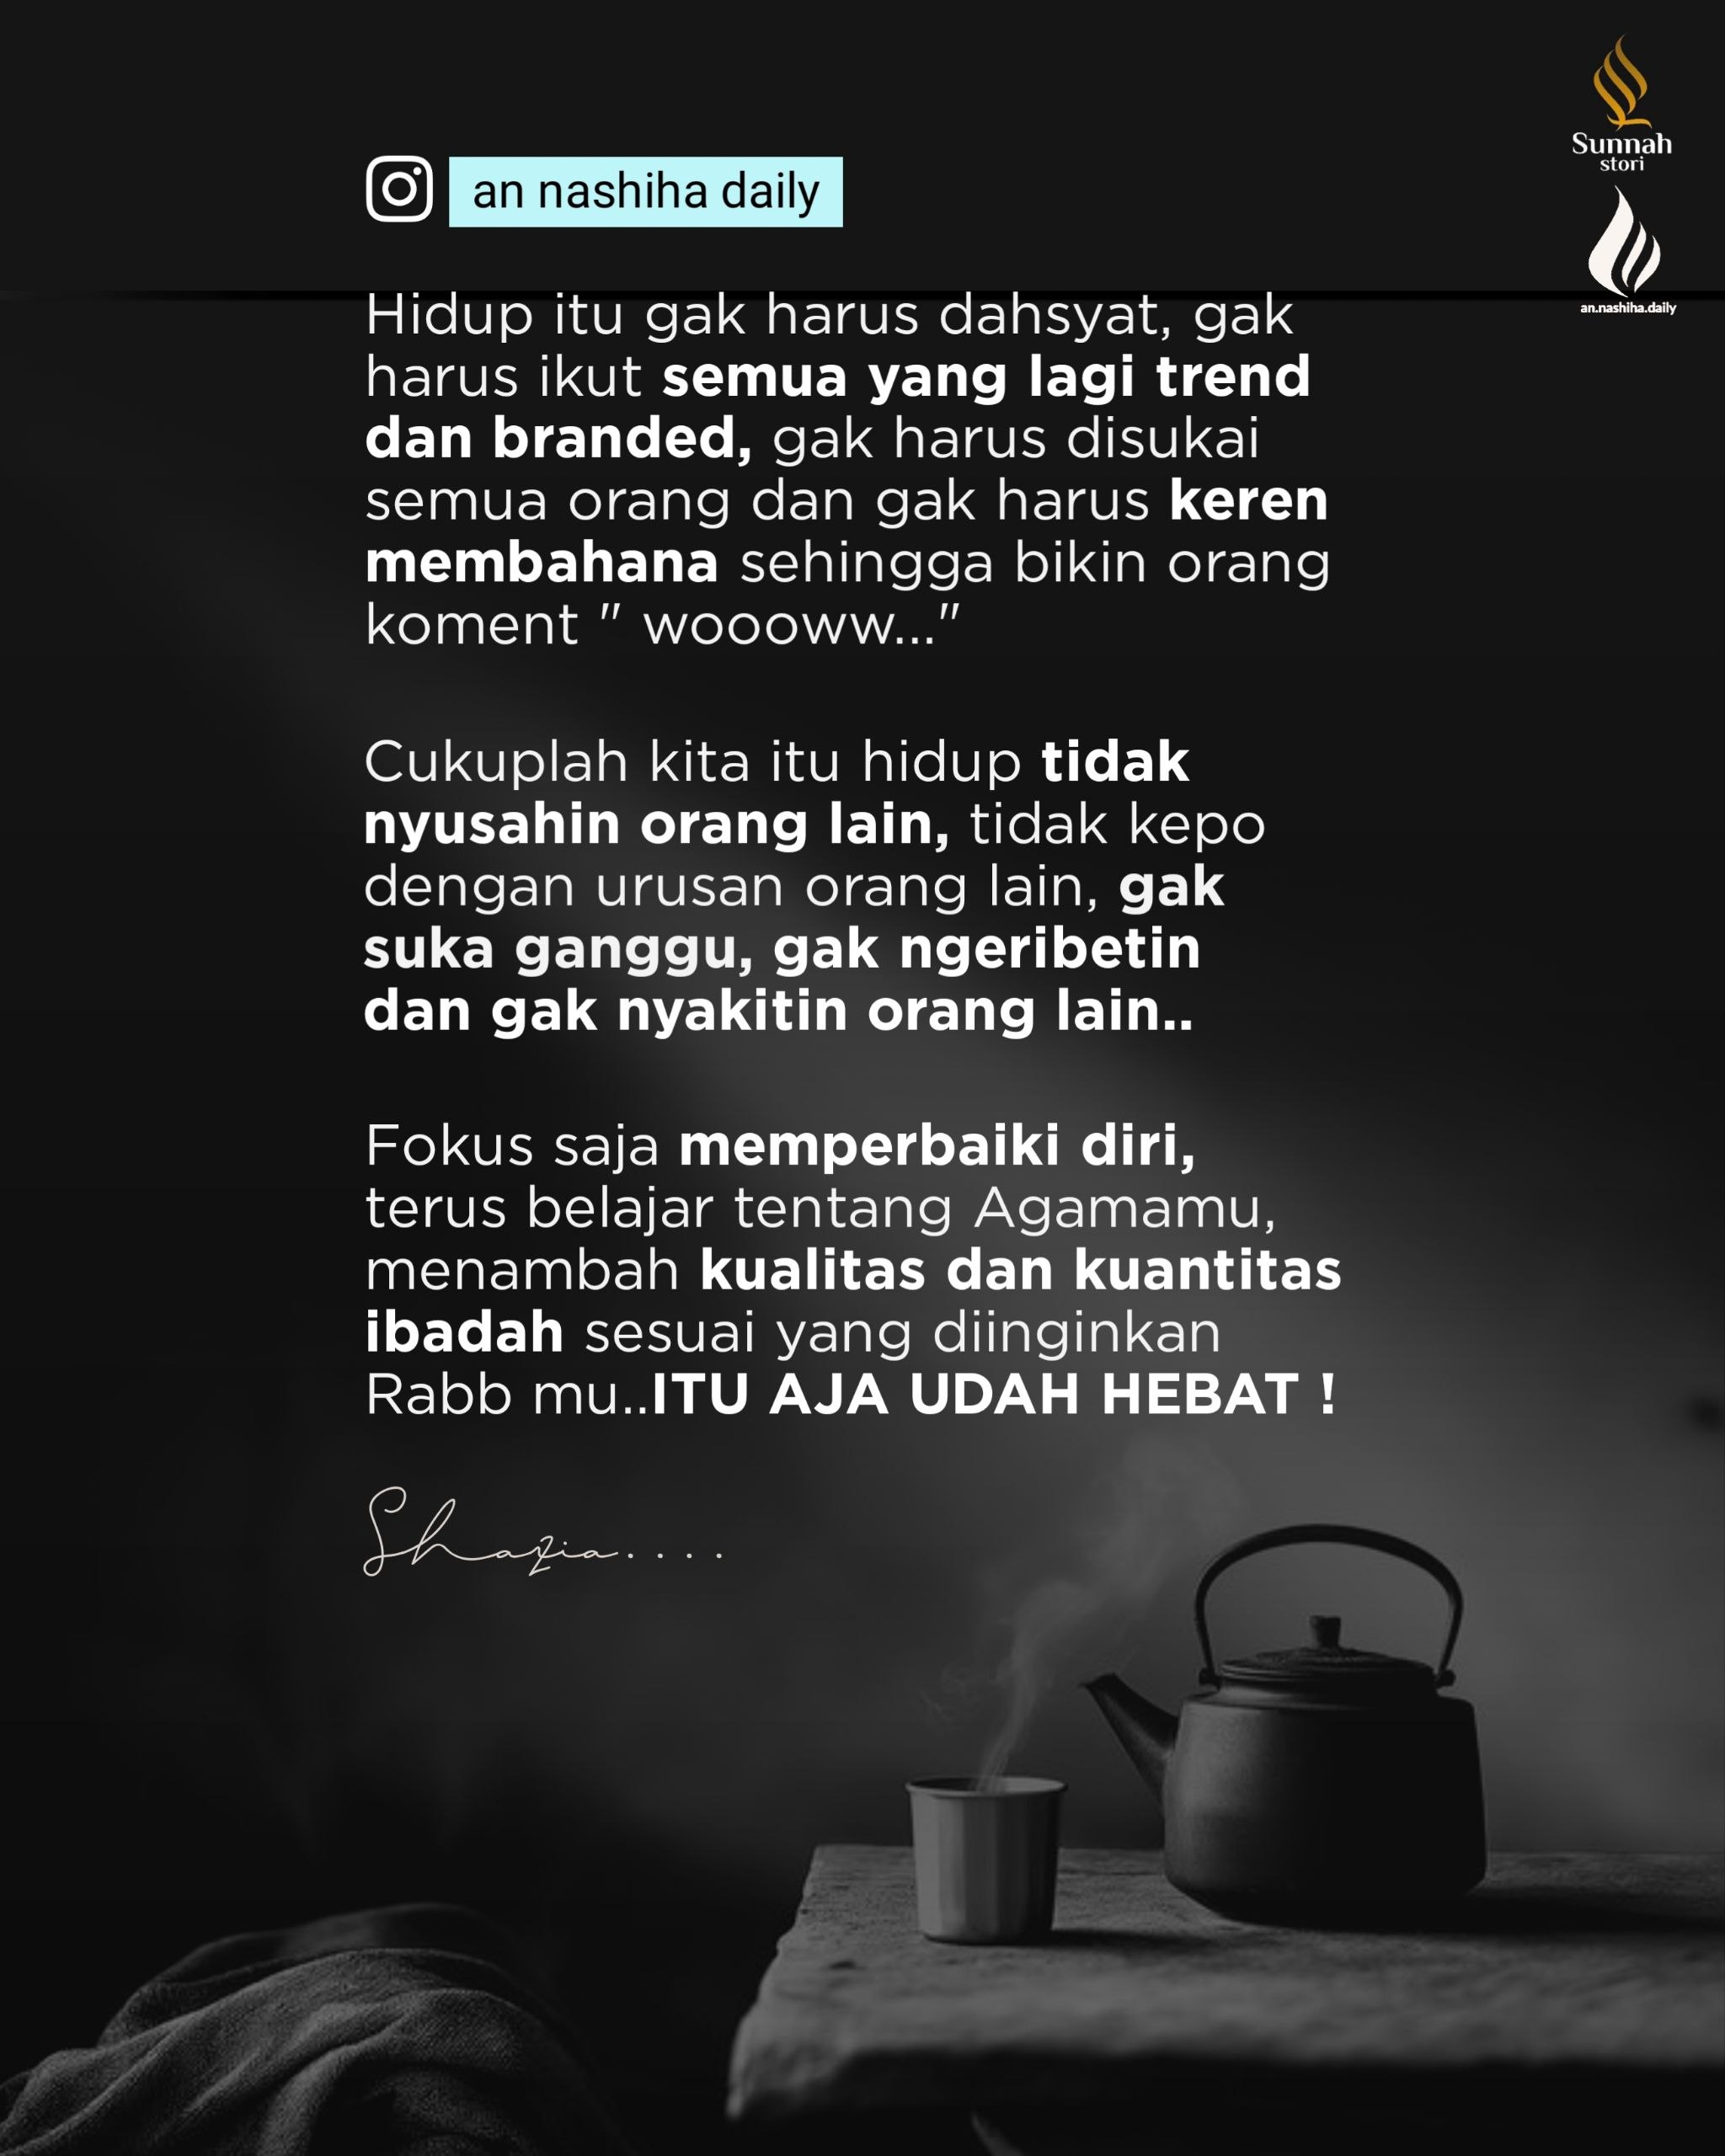 Sunnah
stori
an nashiha daily
an.nashiha.daily
Hidup itu gak harus dahsyat, gak
harus ikut semua yang lagi trend
dan branded, gak harus disukai
semua orang dan gak harus keren
membahana sehingga bikin orang
koment " woooww..."
Cukuplah kita itu hidup tidak
nyusahin orang lain, tidak kepo
dengan urusan orang lain, gak
suka ganggu, gak ngeribetin
dan gak nyakitin orang lain..
Fokus saja memperbaiki diri,
terus belajar tentang Agamamu,
menambah kualitas dan kuantitas
ibadah sesuai yang diinginkan
Rabb mu..ITU AJA UDAH HEBAT !
Shazia....